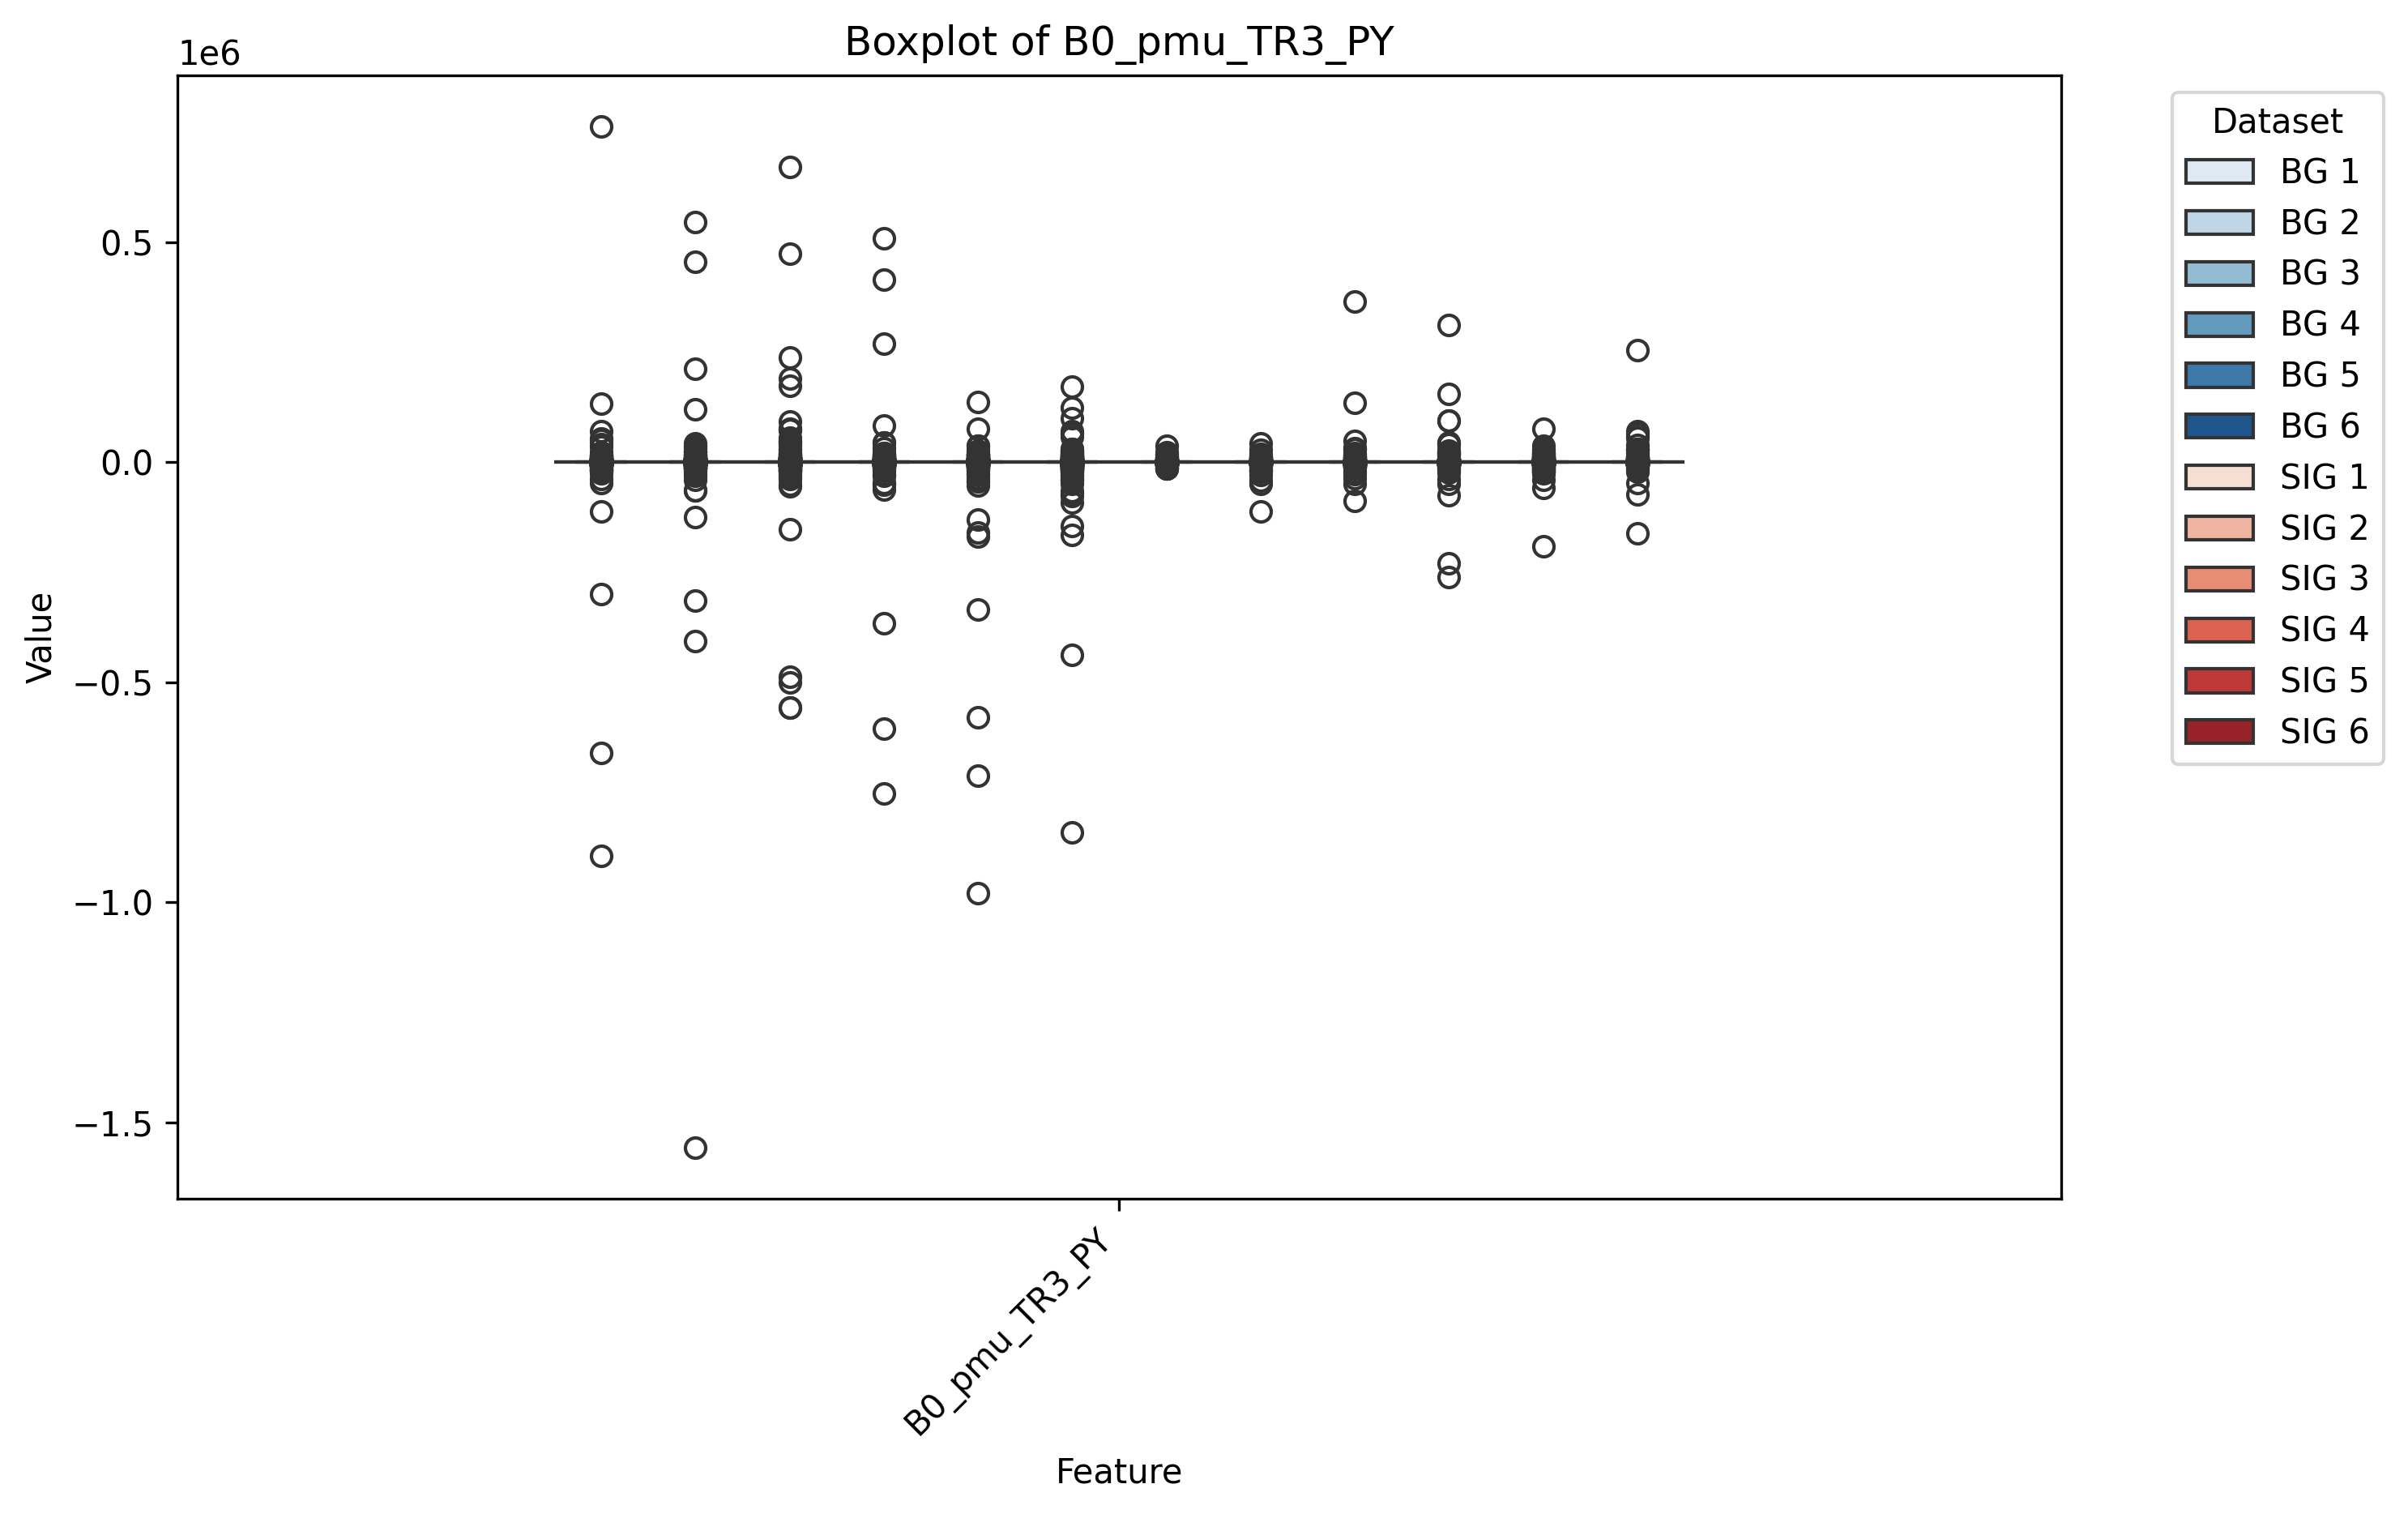 Boxplot of B0_pmu_TR3_PY
1e6
0.5
0.0
−0.5
−1.0
−1.5
Value
B0_pmu_TR3_PY
Feature
Dataset
BG 1
BG 2
BG 3
BG 4
BG 5
BG 6
SIG 1
SIG 2
SIG 3
SIG 4
SIG 5
SIG 6